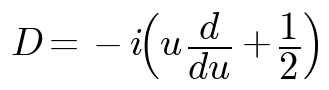 D = −i(u d/du + 1/2)